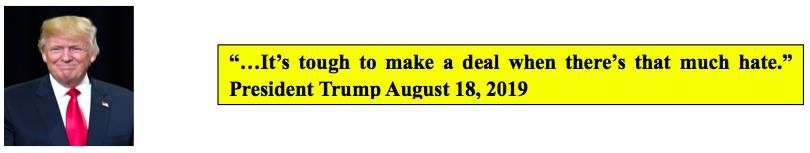 “…It’s tough to make a deal when there’s that much hate.”
President Trump August 18, 2019